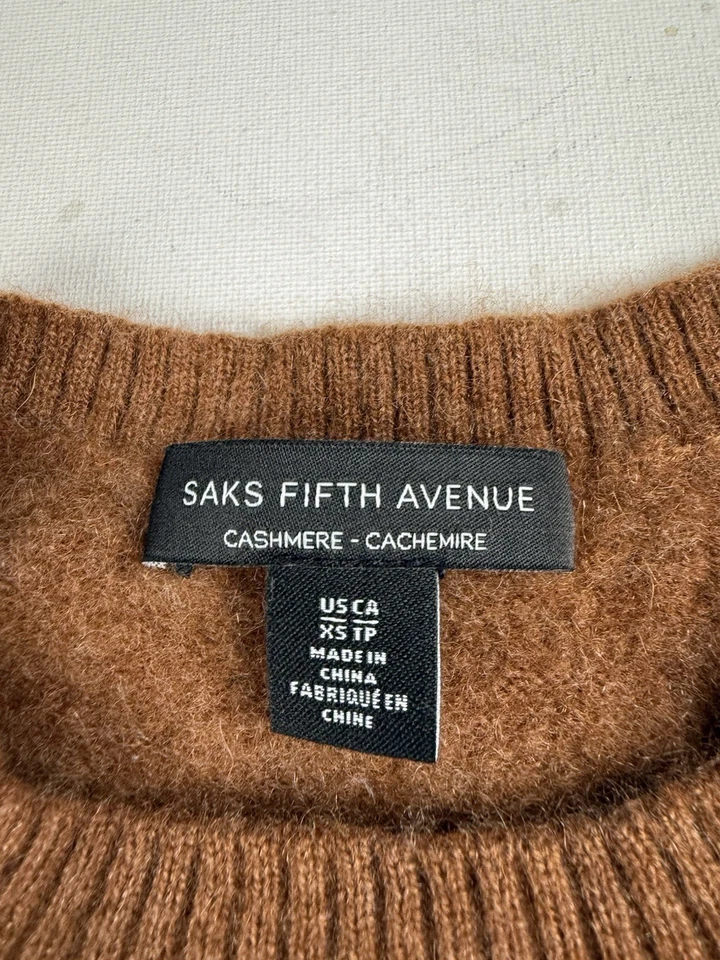 SAKS FIFTH AVENUE
CASHMERE - CACHEMIRE
US CA
XS TP
MADE IN
CHINA
FABRIQUÉ EN
CHINE